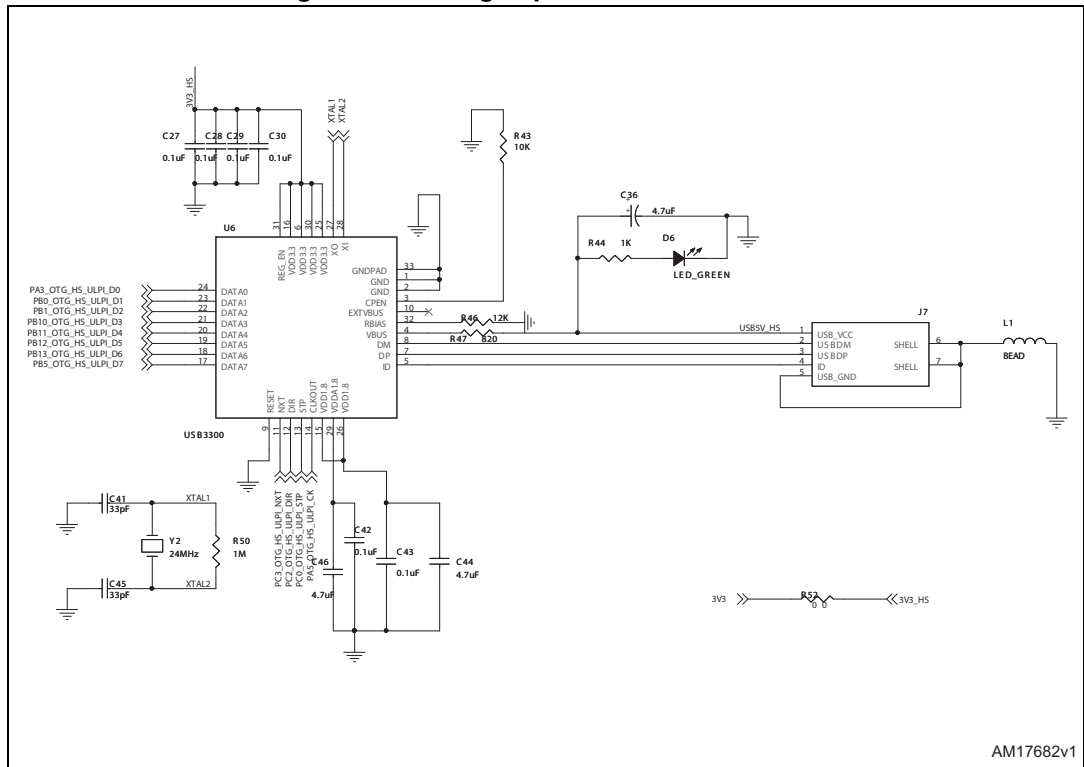 3V3_HS
XTAL1
XTAL2
C27
C28
C29
C30
0.1uF
0.1uF
0.1uF
0.1uF
R43
10K
C36
+
4.7uF
R44
1K
D6
LED_GREEN
U6
31
16
6
30
25
27
28
REG_EN
VDD3.3
VDD3.3
VDD3.3
VDD3.3
XO
XI
PA3_OTG_HS_ULPI_D0
PB0_OTG_HS_ULPI_D1
PB1_OTG_HS_ULPI_D2
PB10_OTG_HS_ULPI_D3
PB11_OTG_HS_ULPI_D4
PB12_OTG_HS_ULPI_D5
PB13_OTG_HS_ULPI_D6
PB5_OTG_HS_ULPI_D7
24
23
22
21
20
19
18
17
DATA0
DATA1
DATA2
DATA3
DATA4
DATA5
DATA6
DATA7
GNDPAD
GND
GND
CPEN
EXTVBUS
RBIAS
VBUS
DM
DP
ID
33
1
2
3
10
32
4
8
7
5
R46
12K
R47
820
USB5V_HS
J7
1
2
3
4
5
USB_VCC
USBDM
USBDP
ID
USB_GND
SHELL
SHELL
6
7
L1
BEAD
RESET
NXT
DIR
STP
CLKOUT
VDD1.8
VDDA1.8
VDD1.8
9
11
12
13
14
15
29
26
USB3300
PC3_OTG_HS_ULPI_NXT
PC2_OTG_HS_ULPI_DIR
PC0_OTG_HS_ULPI_STP
PA5_OTG_HS_ULPI_CK
C41
33pF
XTAL1
Y2
24MHz
R50
1M
C45
33pF
XTAL2
C46
4.7uF
C42
0.1uF
C43
0.1uF
C44
4.7uF
3V3
R52
0 0
3V3_HS
AM17682v1